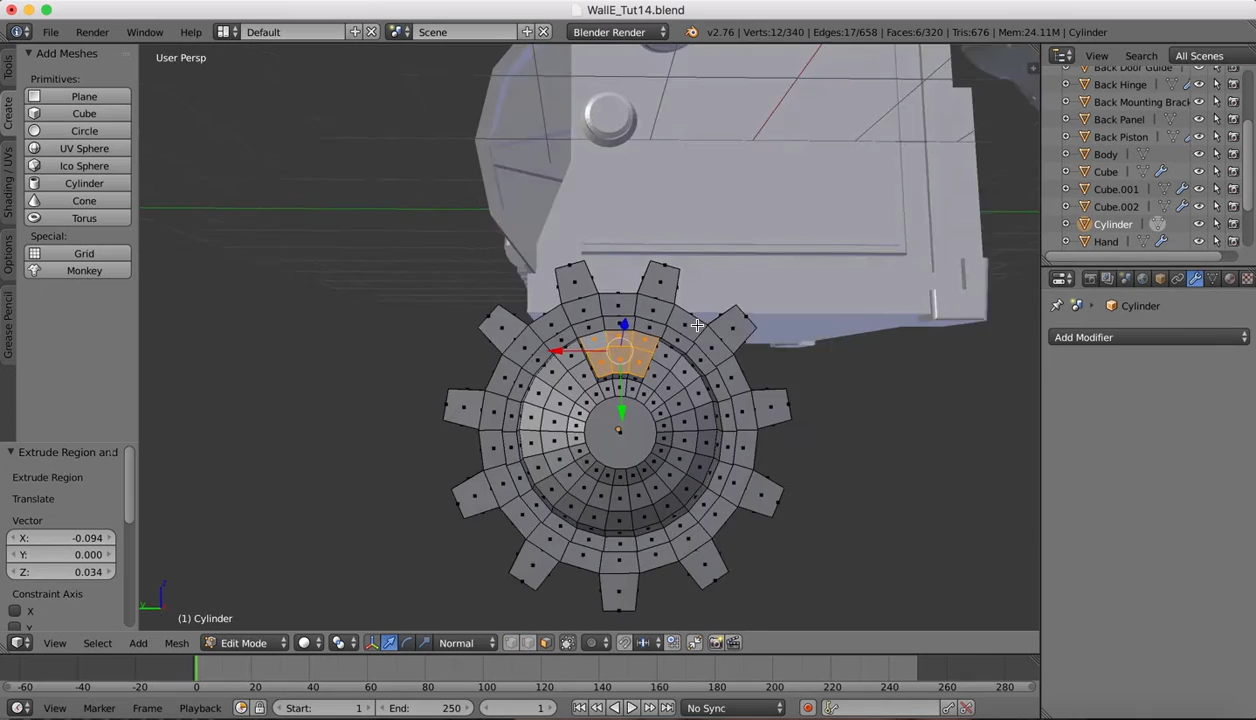 WallE_Tut14.blend
File Render Window Help Default Scene Blender Render v2.76 | Verts:12/340 | Edges:17/658 | Faces:6/320 | Tris:676 | Mem:24.11M | Cylinder
Tools
Create
Shading / UVs
Options
Grease Pencil
Add Meshes
Primitives:
Plane
Cube
Circle
UV Sphere
Ico Sphere
Cylinder
Cone
Torus
Special:
Grid
Monkey
Extrude Region and
Extrude Region
Translate
Vector
X: -0.094
Y: 0.000
Z: 0.034
Constraint Axis
X
User Persp
(1) Cylinder
z
y
View Search All Scenes
Back Door Guide
Back Hinge
Back Mounting Brack
Back Panel
Back Piston
Body
Cube
Cube.001
Cube.002
Cylinder
Hand
Cylinder
Add Modifier
View Select Add Mesh Edit Mode Normal
-60 -40 -20 0 20 40 60 80 100 120 140 160 180 200 220 240 260 280
View Marker Frame Playback Start: 1 End: 250 1 No Sync